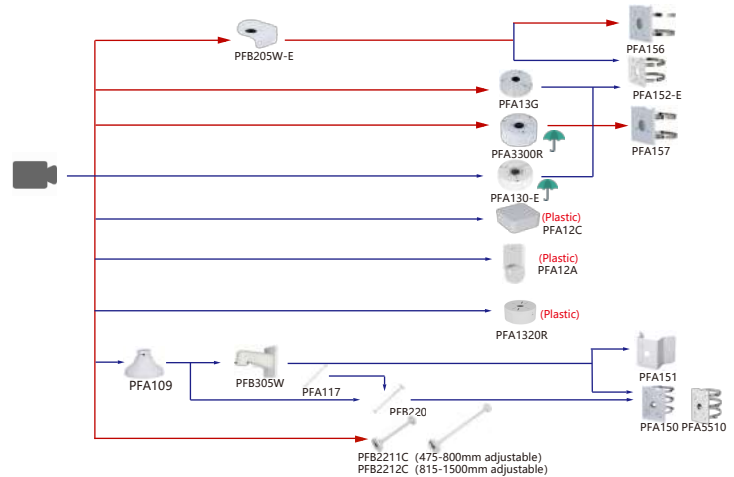 PFB205W-E
PFA156
PFA152-E
PFA13G
PFA3300R
PFA157
PFA130-E
(Plastic)
PFA12C
(Plastic)
PFA12A
(Plastic)
PFA1320R
PFA109
PFB305W
PFA117
PFB220
PFA151
PFA150 PFA5510
PFB2211C (475-800mm adjustable)
PFB2212C (815-1500mm adjustable)